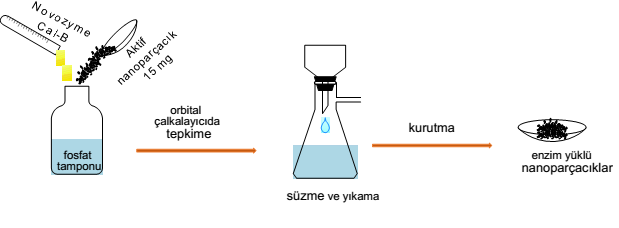 Novozyme
Cal-B
Aktif
nanoparçacık
15 mg
fosfat
tamponu
orbital
çalkalayıcıda
tepkime
süzme ve yıkama
kurutma
enzim yüklü
nanoparçacıklar